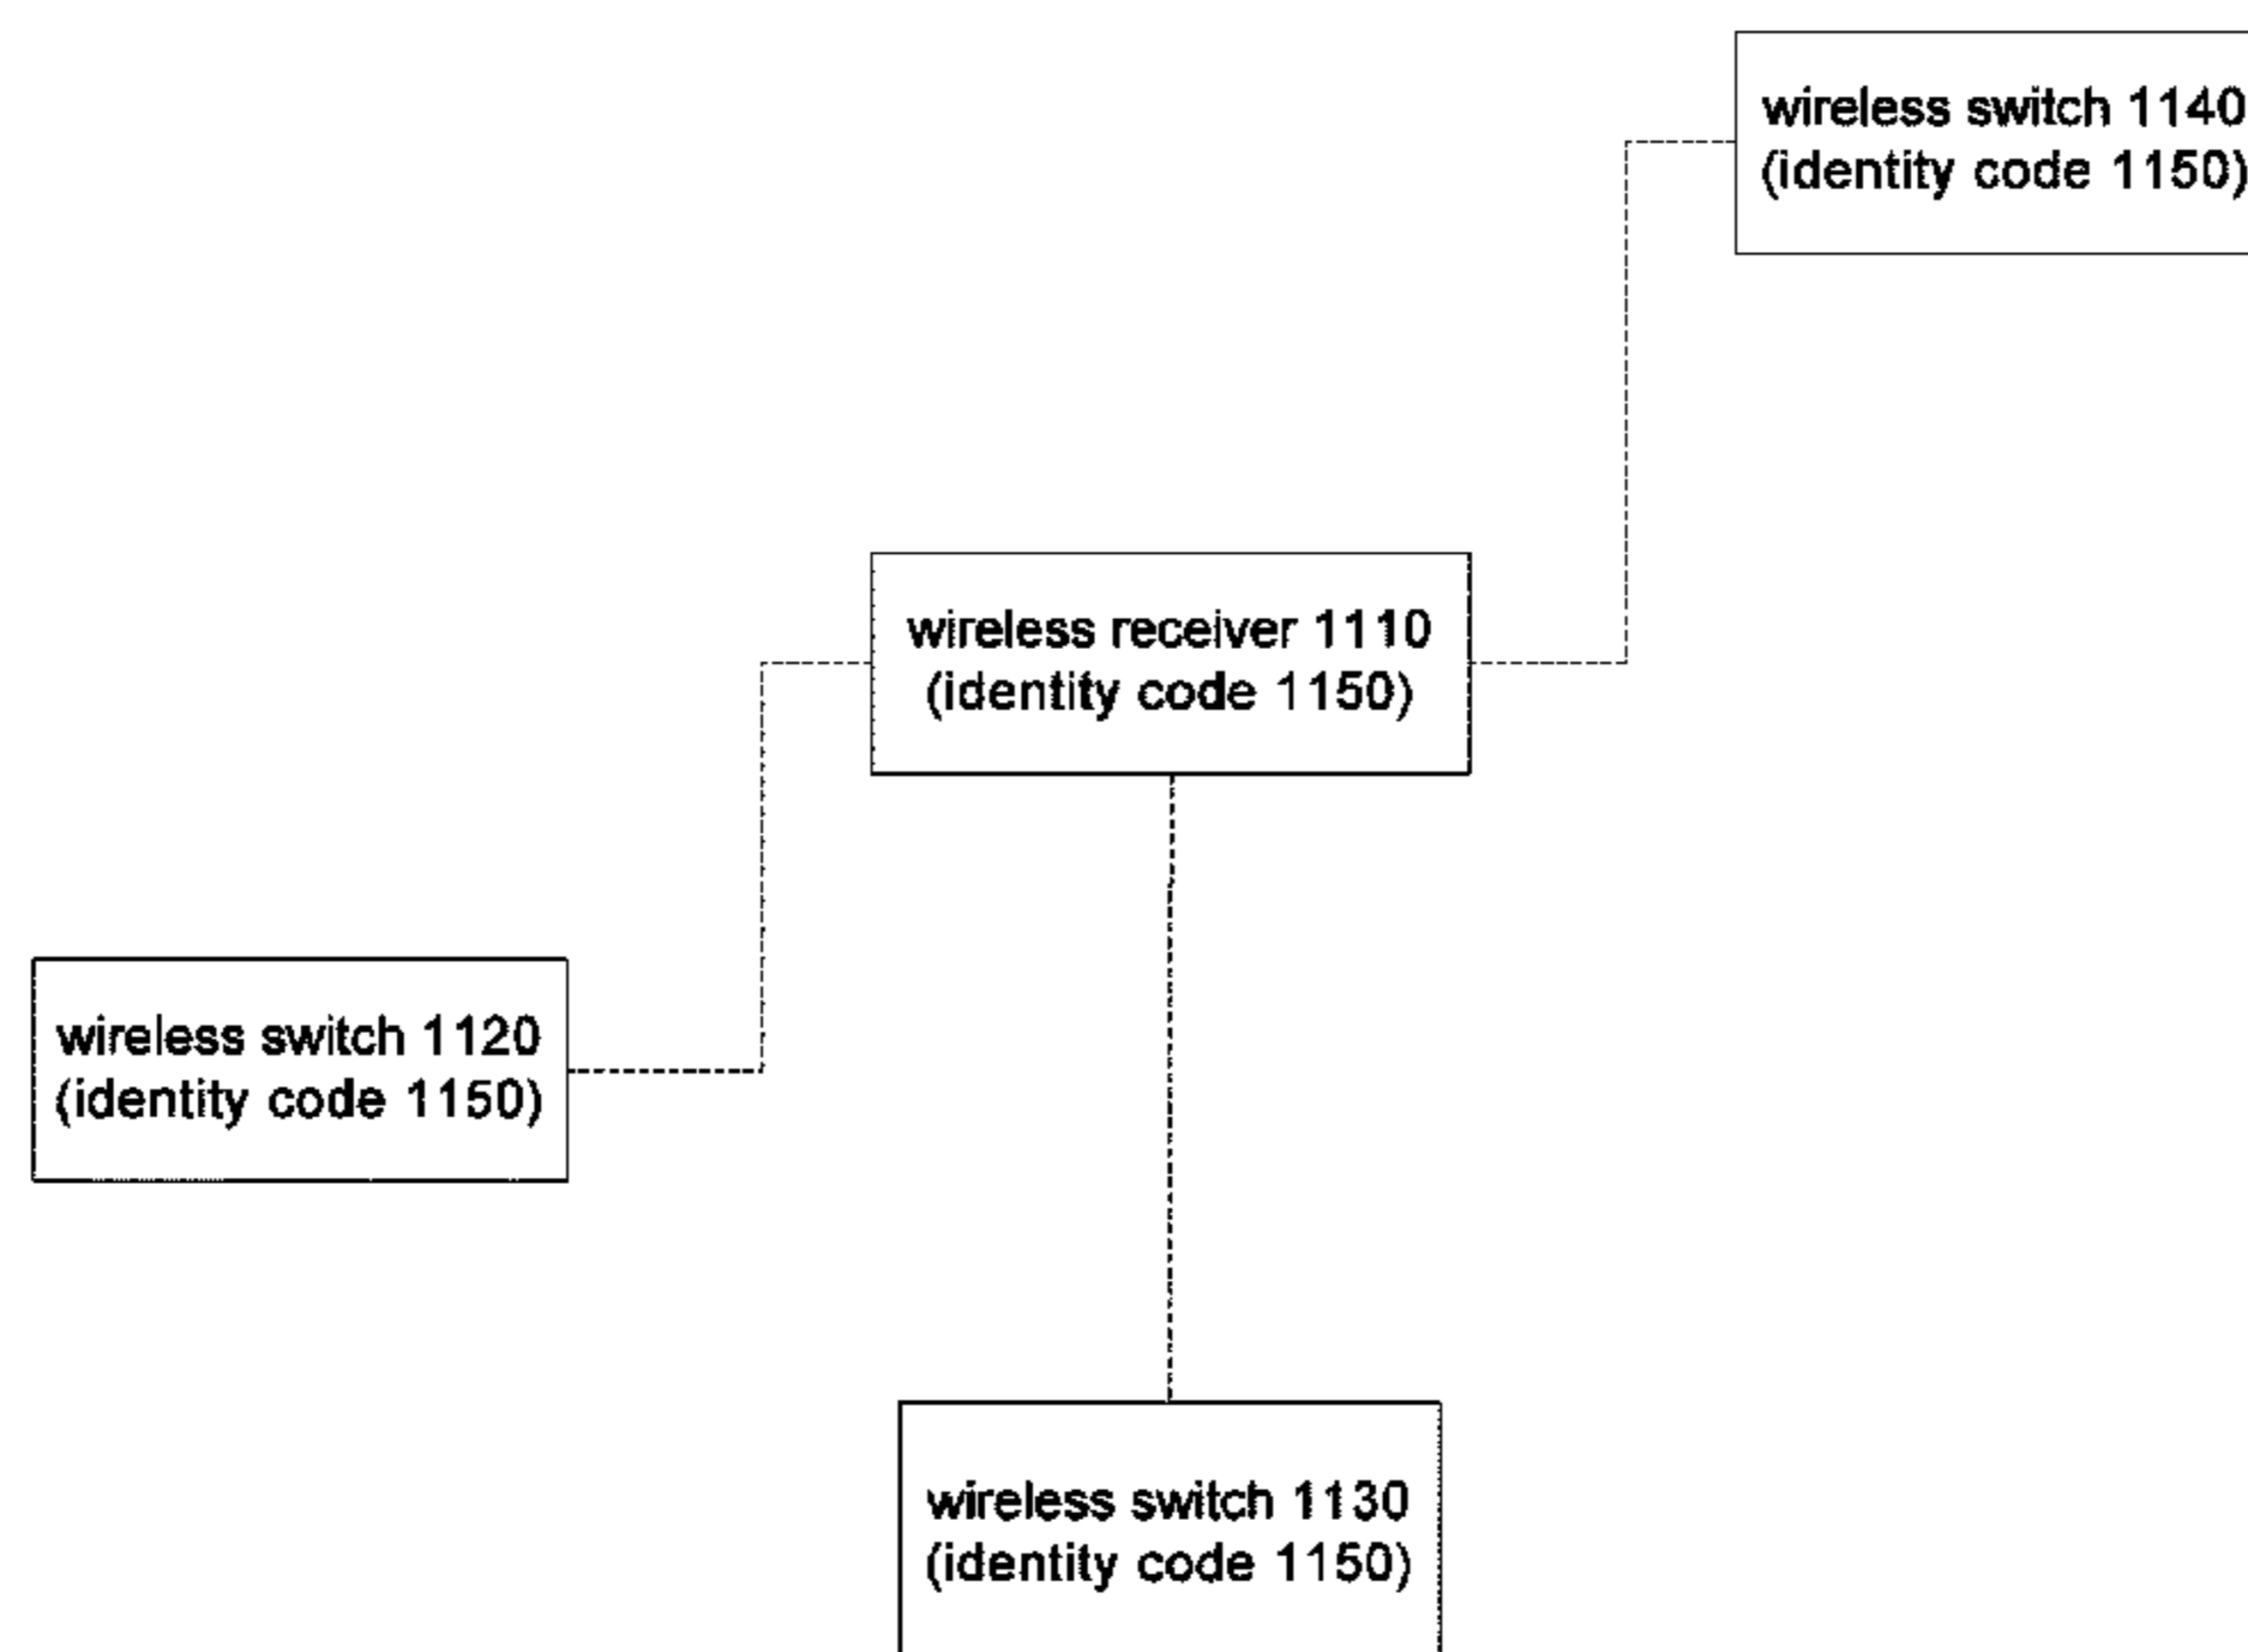 wireless switch 1140
(identity code 1150)
wireless receiver 1110
(identity code 1150)
wireless switch 1120
(identity code 1150)
wireless switch 1130
(identity code 1150)